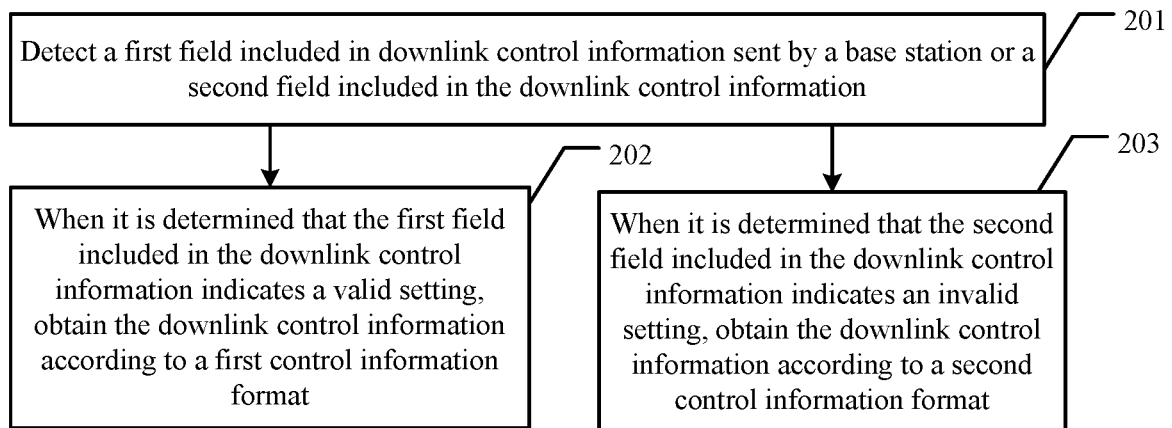 Detect a first field included in downlink control information sent by a base station or a
second field included in the downlink control information
201
202
When it is determined that the first field
included in the downlink control
information indicates a valid setting,
obtain the downlink control information
according to a first control information
format
203
When it is determined that the second
field included in the downlink control
information indicates an invalid
setting, obtain the downlink control
information according to a second
control information format